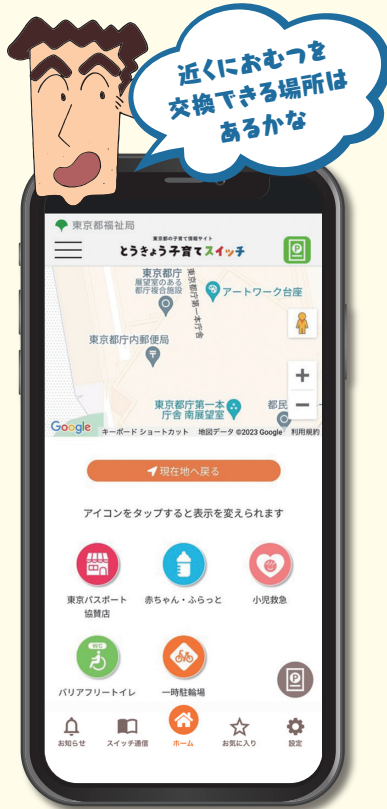 近くにおむつを
交換できる場所は
あるかな
東京都福祉局
東京都の子育て情報サイト
とうきょう子育てスイッチ
P
東京都庁
展望室のある
都庁複合施設
東京都庁第一本庁舎
アートワーク台座
東京都庁内郵便局
〒
東京都庁第一本
庁舎 南展望室
都民
+
−
Google
キーボード ショートカット
地図データ ©2023 Google
利用規約
現在地へ戻る
アイコンをタップすると表示を変えられます
東京パスポート
協賛店
赤ちゃん・ふらっと
小児救急
WC
バリアフリートイレ
一時駐輪場
P
お知らせ
スイッチ通信
ホーム
お気に入り
設定